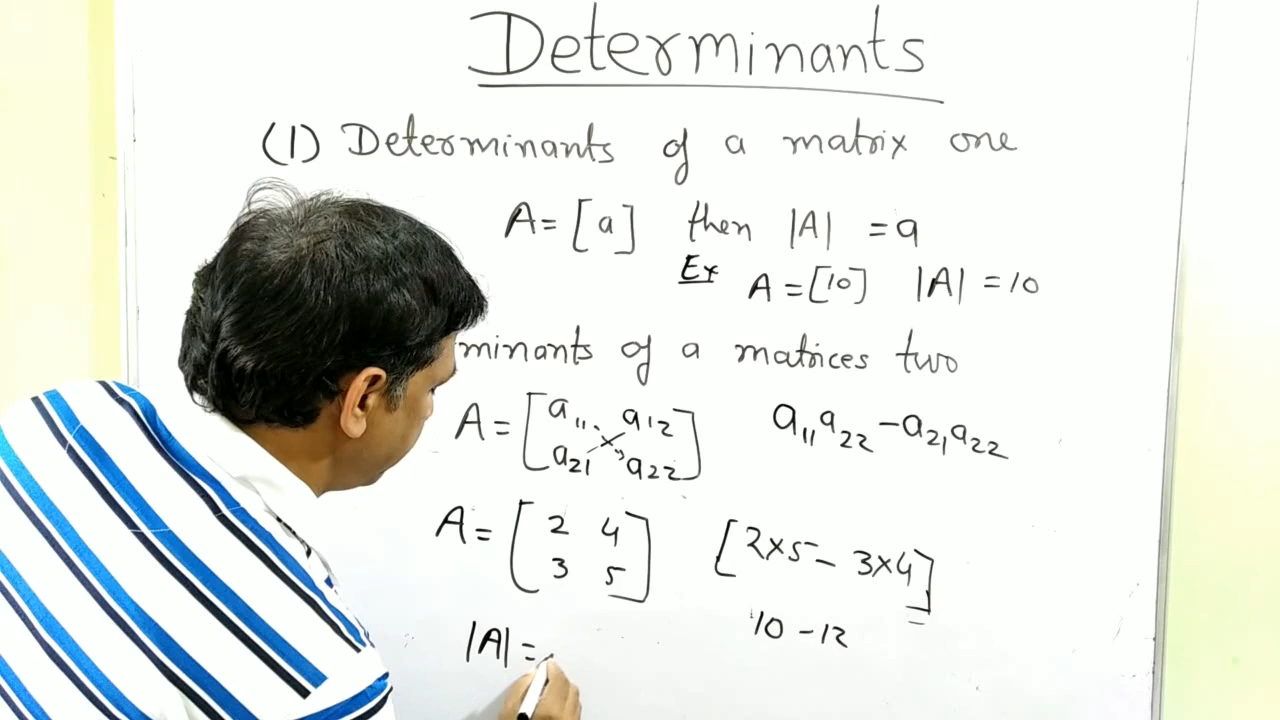 Determinants
(1) Determinants of a matrix one
A = [a] then |A| = a
Ex A = [10] |A| = 10
minants of a matrices two
A = [a₁₁ a₁₂ a₁₁a₂₂ - a₂₁a₂₂
a₂₁ a₂₂]
A = [2 4 [2×5 - 3×4]
3 5]
10 - 12
|A| =